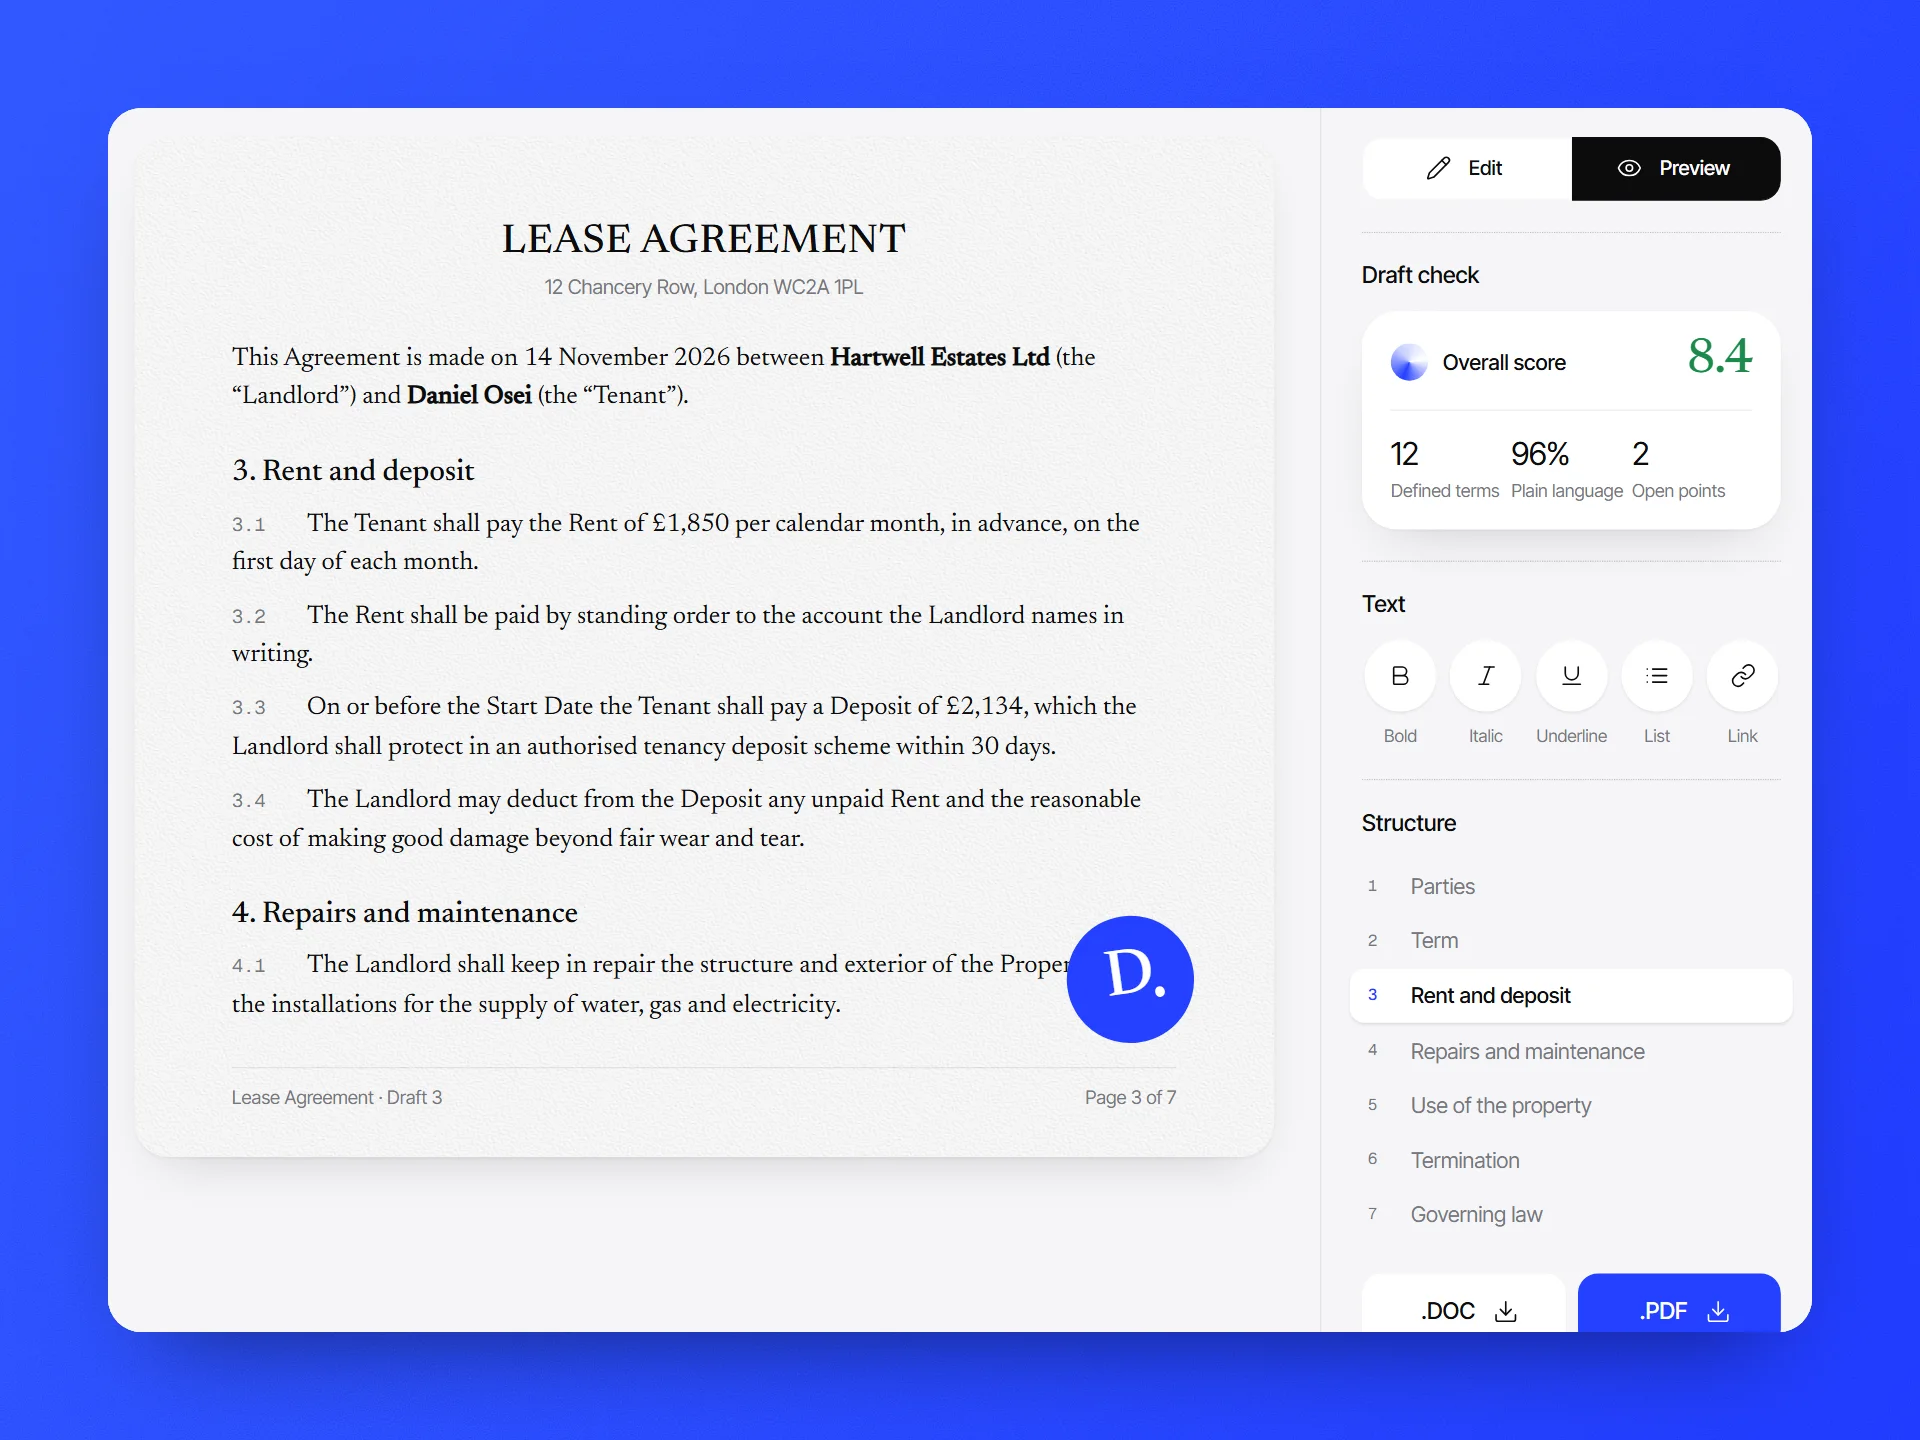 LEASE AGREEMENT
12 Chancery Row, London WC2A 1PL
This Agreement is made on 14 November 2026 between Hartwell Estates Ltd (the
“Landlord”) and Daniel Osei (the “Tenant”).
3. Rent and deposit
3.1 The Tenant shall pay the Rent of £1,850 per calendar month, in advance, on the
first day of each month.
3.2 The Rent shall be paid by standing order to the account the Landlord names in
writing.
3.3 On or before the Start Date the Tenant shall pay a Deposit of £2,134, which the
Landlord shall protect in an authorised tenancy deposit scheme within 30 days.
3.4 The Landlord may deduct from the Deposit any unpaid Rent and the reasonable
cost of making good damage beyond fair wear and tear.
4. Repairs and maintenance
4.1 The Landlord shall keep in repair the structure and exterior of the
the installations for the supply of water, gas and electricity.
D.
Lease Agreement · Draft 3
Page 3 of 7
Edit
Preview
Draft check
Overall score
8.4
12
96%
2
Defined terms
Plain language
Open points
Text
B
I
U
Bold
Italic
Underline
List
Link
Structure
1 Parties
2 Term
3 Rent and deposit
4 Repairs and maintenance
5 Use of the property
6 Termination
7 Governing law
.DOC
.PDF